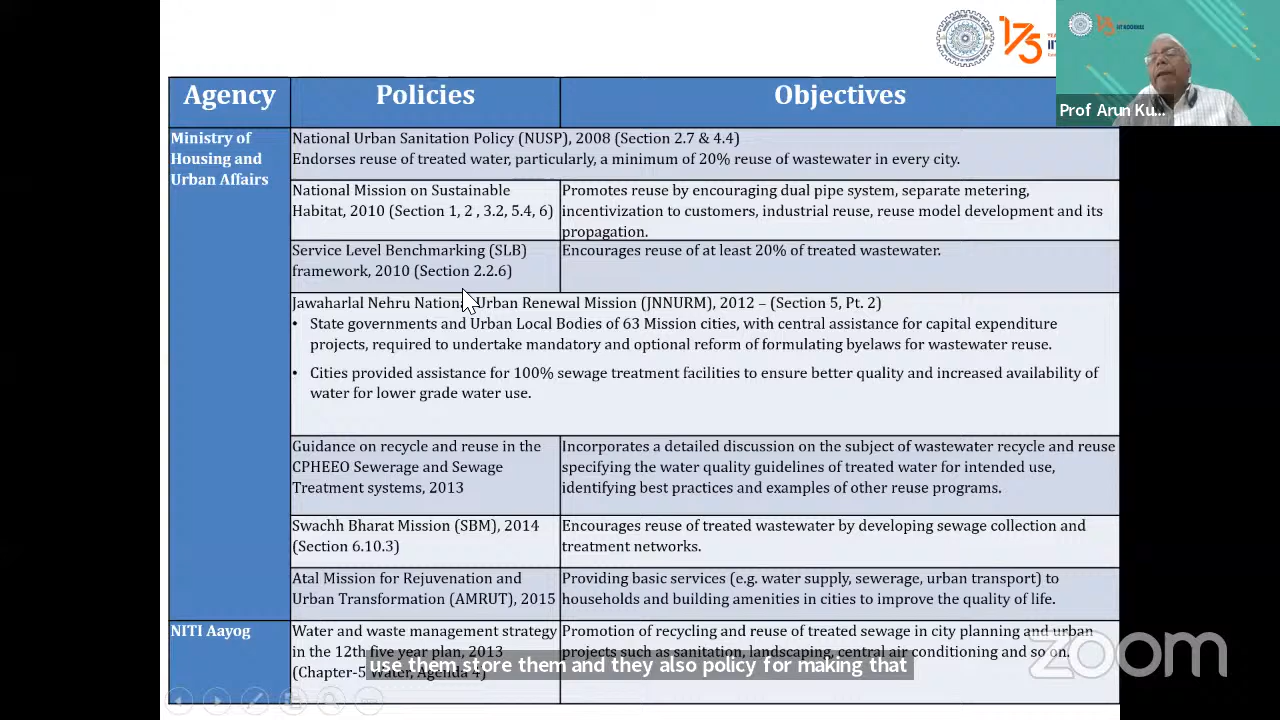 175
IIT ROORKEE
Prof Arun Ku...
Agency
Policies
Objectives
Ministry of
Housing and
Urban Affairs
National Urban Sanitation Policy (NUSP), 2008 (Section 2.7 & 4.4)
Endorses reuse of treated water, particularly, a minimum of 20% reuse of wastewater in every city.
National Mission on Sustainable
Habitat, 2010 (Section 1, 2 , 3.2, 5.4, 6)
Promotes reuse by encouraging dual pipe system, separate metering,
incentivization to customers, industrial reuse, reuse model development and its
propagation.
Service Level Benchmarking (SLB)
framework, 2010 (Section 2.2.6)
Encourages reuse of at least 20% of treated wastewater.
Jawaharlal Nehru National Urban Renewal Mission (JNNURM), 2012 – (Section 5, Pt. 2)
• State governments and Urban Local Bodies of 63 Mission cities, with central assistance for capital expenditure
projects, required to undertake mandatory and optional reform of formulating byelaws for wastewater reuse.
• Cities provided assistance for 100% sewage treatment facilities to ensure better quality and increased availability of
water for lower grade water use.
Guidance on recycle and reuse in the
CPHEEO Sewerage and Sewage
Treatment systems, 2013
Incorporates a detailed discussion on the subject of wastewater recycle and reuse
specifying the water quality guidelines of treated water for intended use,
identifying best practices and examples of other reuse programs.
Swachh Bharat Mission (SBM), 2014
(Section 6.10.3)
Encourages reuse of treated wastewater by developing sewage collection and
treatment networks.
Atal Mission for Rejuvenation and
Urban Transformation (AMRUT), 2015
Providing basic services (e.g. water supply, sewerage, urban transport) to
households and building amenities in cities to improve the quality of life.
NITI Aayog
Water and waste management strategy
in the 12th five year plan, 2013
(Chapter-5 Water, Agenda 4)
Promotion of recycling and reuse of treated sewage in city planning and urban
projects such as sanitation, landscaping, central air conditioning and so on.
use them store them and they also policy for making that
zoom